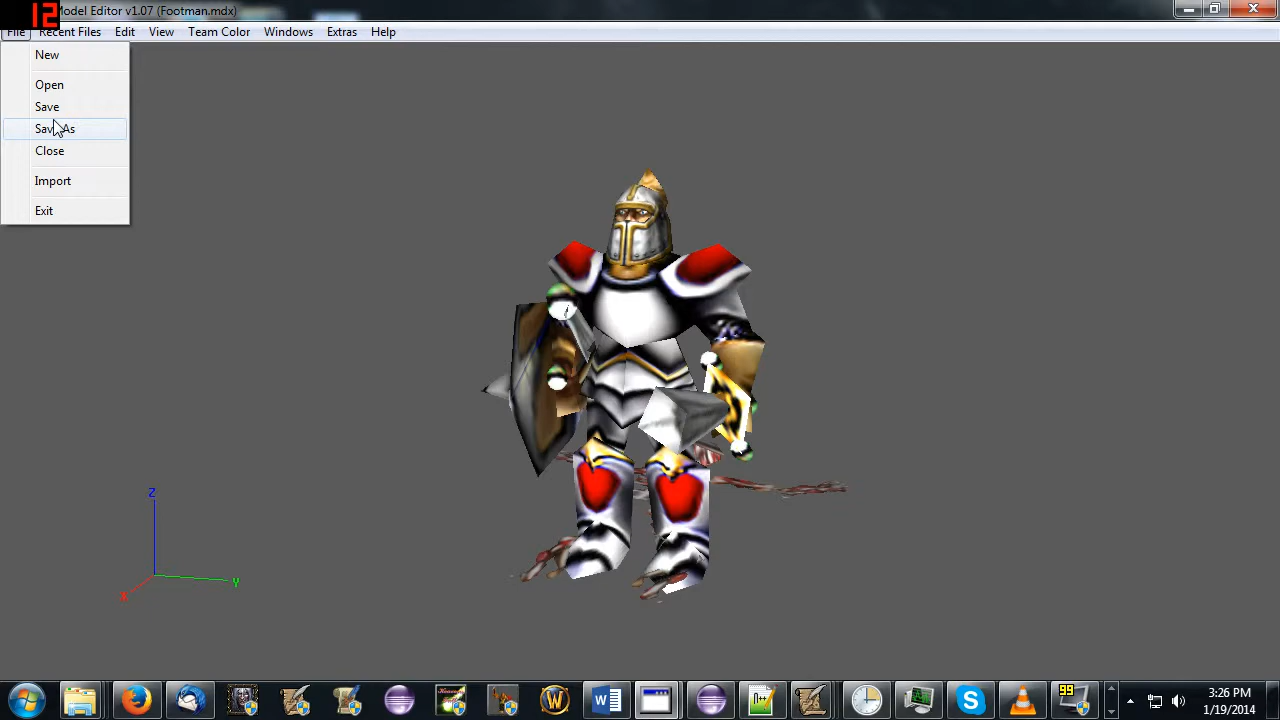 12
Model Editor v1.07 (Footman.mdx)
File Recent Files Edit View Team Color Windows Extras Help
New
Open
Save
Save As
Close
Import
Exit
Z
X
Y
99
3:26 PM
1/19/2014